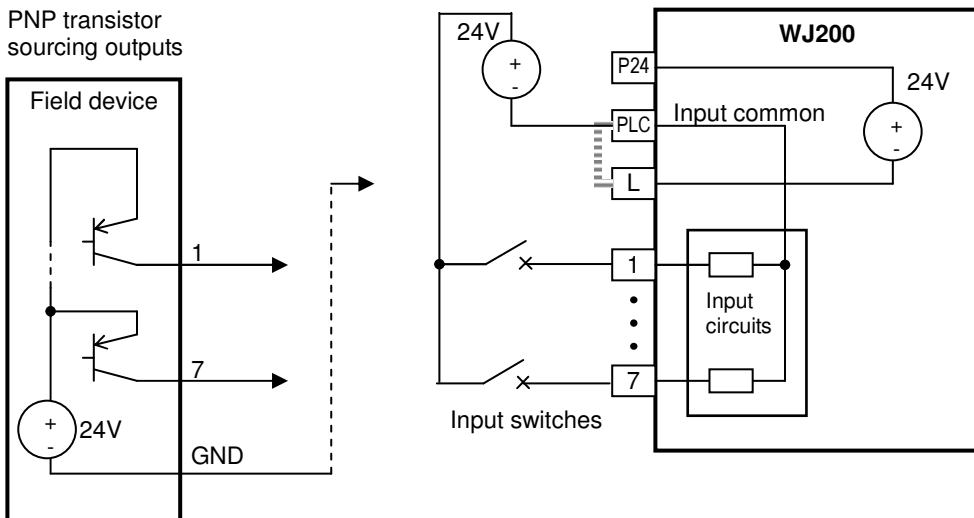 PNP transistor
sourcing outputs
Field device
1
7
+
-
24V
GND
24V
+
-
WJ200
P24
PLC
L
Input common
24V
+
-
1
7
Input
circuits
Input switches